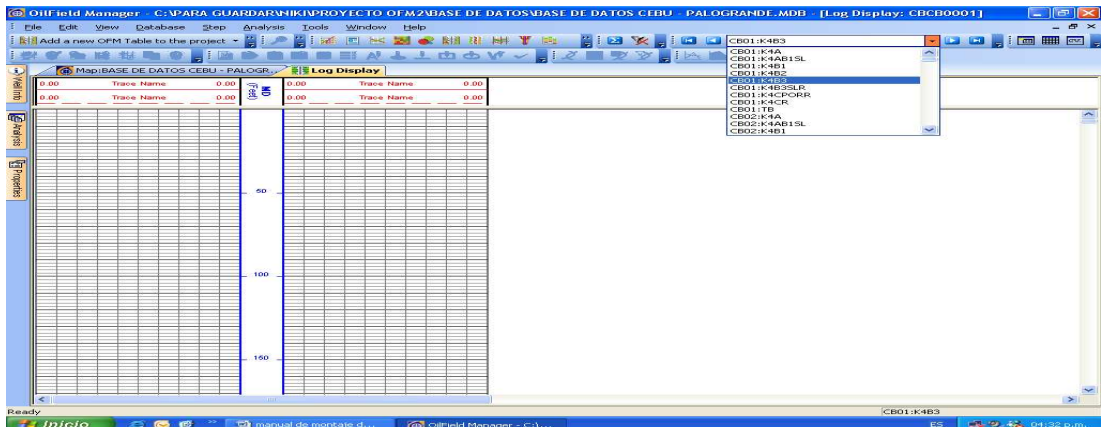 OilField Manager - C:\PARA GUARDAR\NIKI\PROYECTO OFM2\BASE DE DATOS\BASE DE DATOS CEBU - PALOGRANDE.MDB - [Log Display: CBCB0001]
File Edit View Database Step Analysis Tools Window Help
Add a new OFM Table to the project
CB01:K4B3
Map:BASE DE DATOS CEBU - PALOGR...
Log Display
CB01:K4A
CB01:K4AB1SL
CB01:K4B1
CB01:K4B2
CB01:K4B3
CB01:K4B3SLR
CB01:K4CPORR
CB01:K4CR
CB01:TB
CB02:K4A
CB02:K4AB1SL
CB02:K4B1
Well Info
Analysis
Properties
0.00 Trace Name 0.00
0.00 Trace Name 0.00
MD
(Feet)
0.00 Trace Name 0.00
0.00 Trace Name 0.00
50
100
150
Ready
CB01:K4B3
Inicio
manual de montaje d...
OilField Manager - C:\...
ES
04:32 p.m.